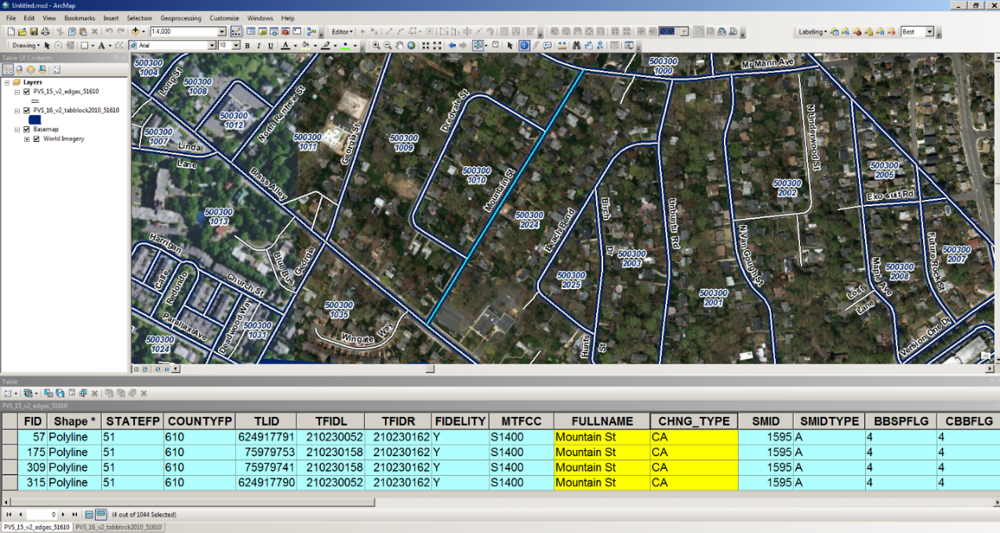 Untitled.mxd - ArcMap
File Edit View Bookmarks Insert Selection Geoprocessing Customize Windows Help
1:4,000 Editor 100% Labeling Best
Drawing A Arial 10 B I U A
Table Of Contents
Layers
PVS_15_v2_edges_51610
PVS_16_v2_tabblock2010_51610
Basemap
World Imagery
500300
1004
Long St
500300
1008
500300
1012
North Renfrew St
500300
1007
Linda
Lane
500300
1011
Georgia St
500300
1009
500300
1010
Mountain St
500300
1000
Mr Mann Ave
N Underwood St
500300
2002
500300
2005
Exo-suit Rd
Brass Alley
500300
1013
500300
2024
Beach Bend
Birch
Dr
Unbuntu Rd
500300
2003
N Van Gough St
500300
2007
Future Rock St
Harrigan
Calle
Redondo
Church St
Blue Bus
Georgia
500300
2025
Maple Ave
500300
2008
Lost
Lane
500300
2001
500300
1035
Wingate Way
Parallax Ave
Deadwood Way
500300
1031
500300
1024
Hunts
St
Version One Dr
Table
PVS_15_v2_edges_51610
FID Shape * STATEFP COUNTYFP TLID TFIDL TFIDR FIDELITY MTFCC FULLNAME CHNG_TYPE SMID SMIDTYPE BBSPFLG CBBFLG
57 Polyline 51 610 624917791 210230052 210230162 Y S1400 Mountain St CA 1595 A 4 4
175 Polyline 51 610 75979753 210230158 210230162 Y S1400 Mountain St CA 1595 A 4 4
309 Polyline 51 610 75979741 210230158 210230162 Y S1400 Mountain St CA 1595 A 4 4
315 Polyline 51 610 624917790 210230052 210230162 Y S1400 Mountain St CA 1595 A 4 4
0 (4 out of 1044 Selected)
PVS_15_v2_edges_51610 PVS_16_v2_tabblock2010_51610